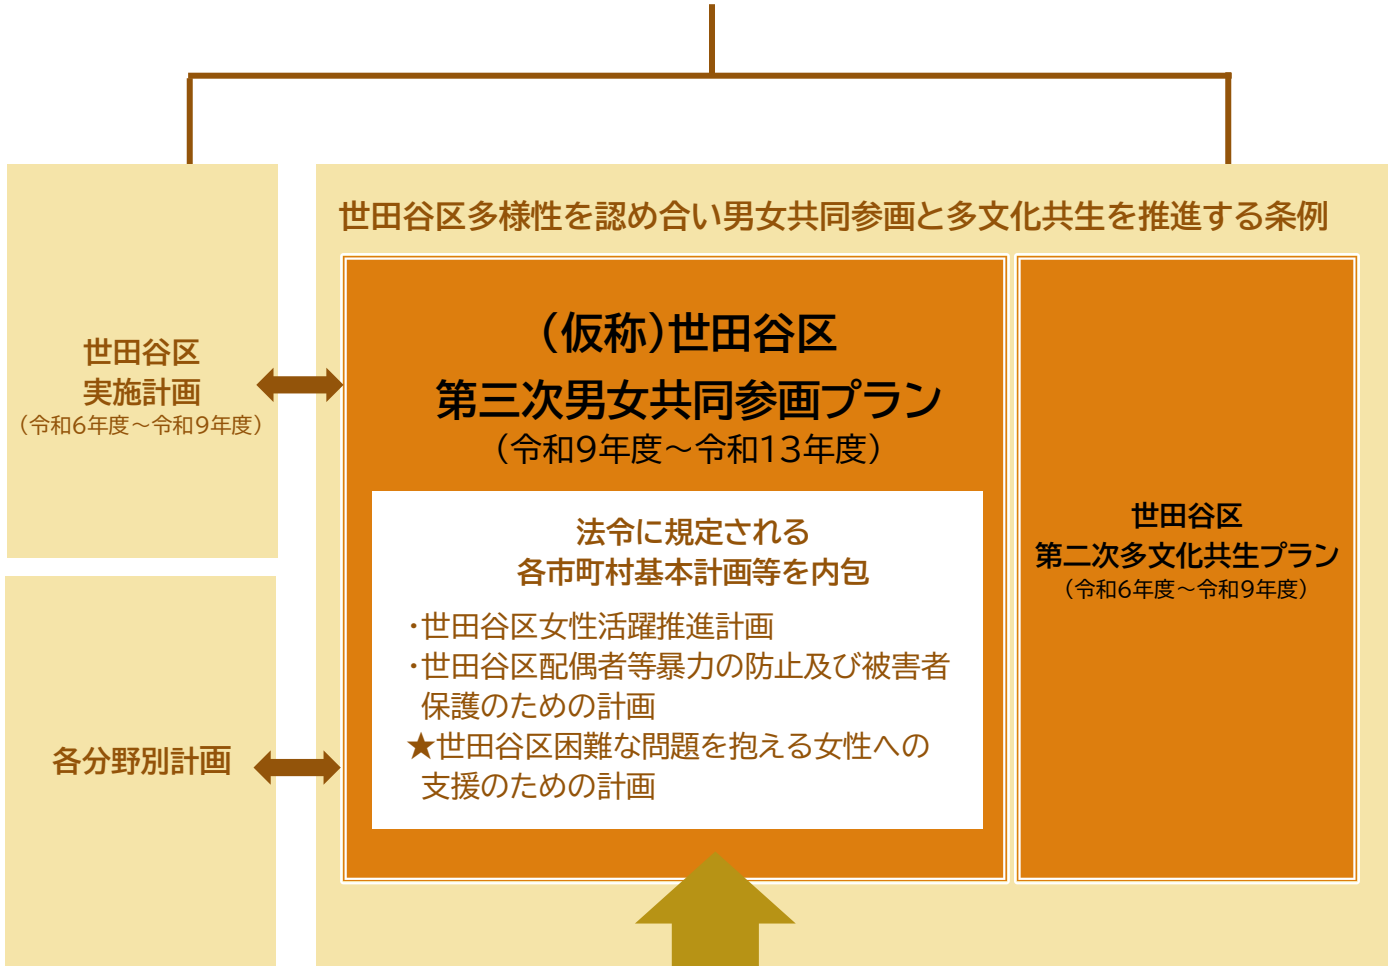 世田谷区多様性を認め合い男女共同参画と多文化共生を推進する条例
世田谷区
実施計画
（令和6年度～令和9年度）
各分野別計画
（仮称）世田谷区
第三次男女共同参画プラン
（令和9年度～令和13年度）
法令に規定される
各市町村基本計画等を内包
・世田谷区女性活躍推進計画
・世田谷区配偶者等暴力の防止及び被害者
保護のための計画
★世田谷区困難な問題を抱える女性への
支援のための計画
世田谷区
第二次多文化共生プラン
（令和6年度～令和9年度）